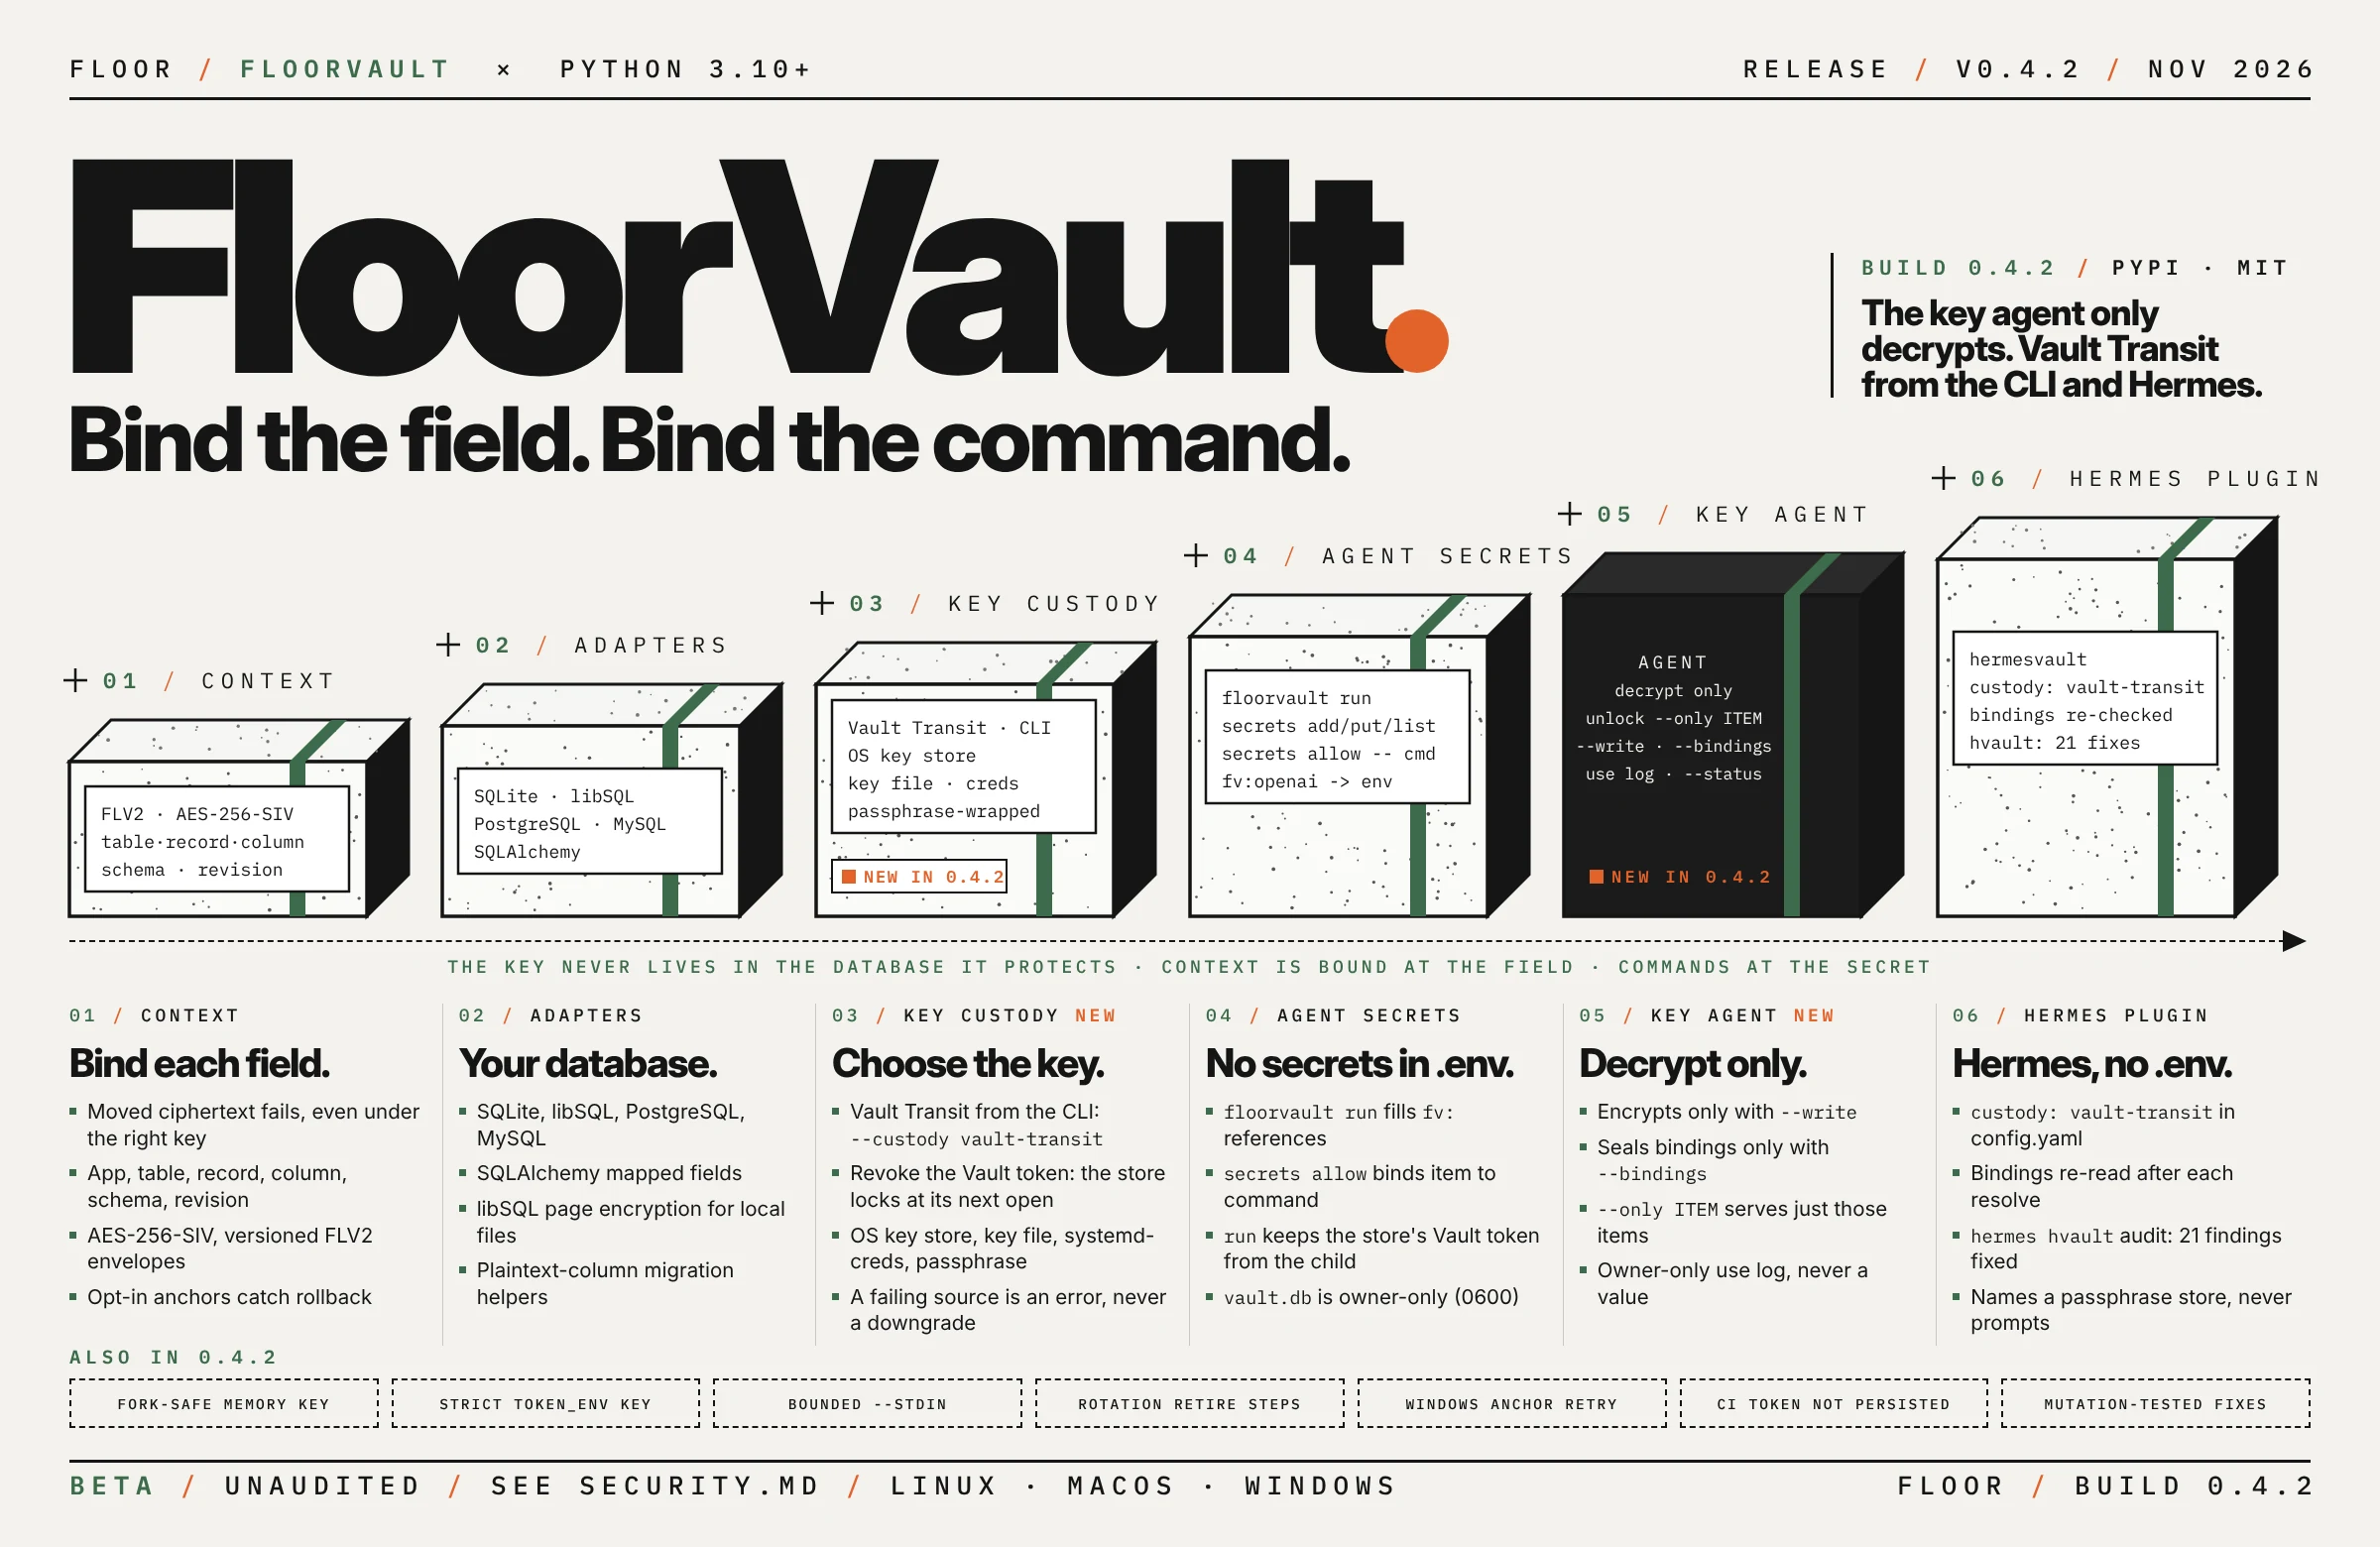 FLOOR / FLOORVAULT × PYTHON 3.10+
RELEASE / V0.4.2 / NOV 2026
FloorVault.
Bind the field. Bind the command.
BUILD 0.4.2 / PYPI · MIT
The key agent only
decrypts. Vault Transit
from the CLI and Hermes.
01 / CONTEXT
FLV2 · AES-256-SIV
table·record·column
schema · revision
02 / ADAPTERS
SQLite · libSQL
PostgreSQL · MySQL
SQLAlchemy
03 / KEY CUSTODY
Vault Transit · CLI
OS key store
key file · creds
passphrase-wrapped
NEW IN 0.4.2
04 / AGENT SECRETS
floorvault run
secrets add/put/list
secrets allow -- cmd
fv:openai -> env
05 / KEY AGENT
AGENT
decrypt only
unlock --only ITEM
--write · --bindings
use log · --status
NEW IN 0.4.2
06 / HERMES PLUGIN
hermesvault
custody: vault-transit
bindings re-checked
hvault: 21 fixes
THE KEY NEVER LIVES IN THE DATABASE IT PROTECTS · CONTEXT IS BOUND AT THE FIELD · COMMANDS AT THE SECRET
01 / CONTEXT
Bind each field.
Moved ciphertext fails, even under
the right key
App, table, record, column,
schema, revision
AES-256-SIV, versioned FLV2
envelopes
Opt-in anchors catch rollback
02 / ADAPTERS
Your database.
SQLite, libSQL, PostgreSQL,
MySQL
SQLAlchemy mapped fields
libSQL page encryption for local
files
Plaintext-column migration
helpers
03 / KEY CUSTODY NEW
Choose the key.
Vault Transit from the CLI:
--custody vault-transit
Revoke the Vault token: the store
locks at its next open
OS key store, key file, systemd-
creds, passphrase
A failing source is an error, never
a downgrade
04 / AGENT SECRETS
No secrets in .env.
floorvault run fills fv:
references
secrets allow binds item to
command
run keeps the store's Vault token
from the child
vault.db is owner-only (0600)
05 / KEY AGENT NEW
Decrypt only.
Encrypts only with --write
Seals bindings only with
--bindings
--only ITEM serves just those
items
Owner-only use log, never a
value
06 / HERMES PLUGIN
Hermes, no .env.
custody: vault-transit in
config.yaml
Bindings re-read after each
resolve
hermes hvault audit: 21 findings
fixed
Names a passphrase store, never
prompts
ALSO IN 0.4.2
FORK-SAFE MEMORY KEY
STRICT TOKEN_ENV KEY
BOUNDED --STDIN
ROTATION RETIRE STEPS
WINDOWS ANCHOR RETRY
CI TOKEN NOT PERSISTED
MUTATION-TESTED FIXES
BETA / UNAUDITED / SEE SECURITY.MD / LINUX · MACOS · WINDOWS
FLOOR / BUILD 0.4.2